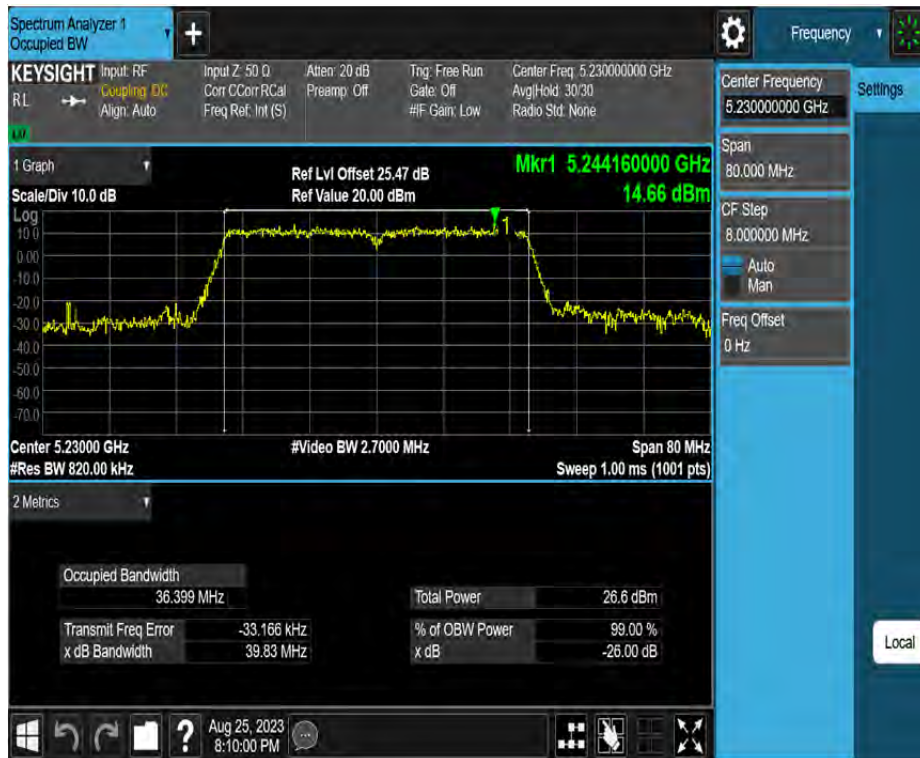 Spectrum Analyzer 1
Occupied BW
+
Frequency
KEYSIGHT
RL
Input: RF
Coupling: DC
Align: Auto
Input Z: 50 Ω
Corr CCorr RCal
Freq Ref: Int (S)
Atten: 20 dB
Preamp: Off
Trig: Free Run
Gate: Off
#IF Gain: Low
Center Freq: 5.230000000 GHz
Avg|Hold: 30/30
Radio Std: None
Center Frequency
5.230000000 GHz
Settings
Span
80.000 MHz
CF Step
8.000000 MHz
Auto
Man
Freq Offset
0 Hz
1 Graph
Scale/Div 10.0 dB
Ref Lvl Offset 25.47 dB
Ref Value 20.00 dBm
Mkr1 5.244160000 GHz
14.66 dBm
Log
10.0
0.00
-10.0
-20.0
-30.0
-40.0
-50.0
-60.0
-70.0
1
Center 5.23000 GHz
#Video BW 2.7000 MHz
Span 80 MHz
#Res BW 820.00 kHz
Sweep 1.00 ms (1001 pts)
2 Metrics
Occupied Bandwidth
36.399 MHz
Total Power 26.6 dBm
Transmit Freq Error -33.166 kHz
% of OBW Power 99.00 %
x dB Bandwidth 39.83 MHz
x dB -26.00 dB
Local
?
Aug 25, 2023
8:10:00 PM